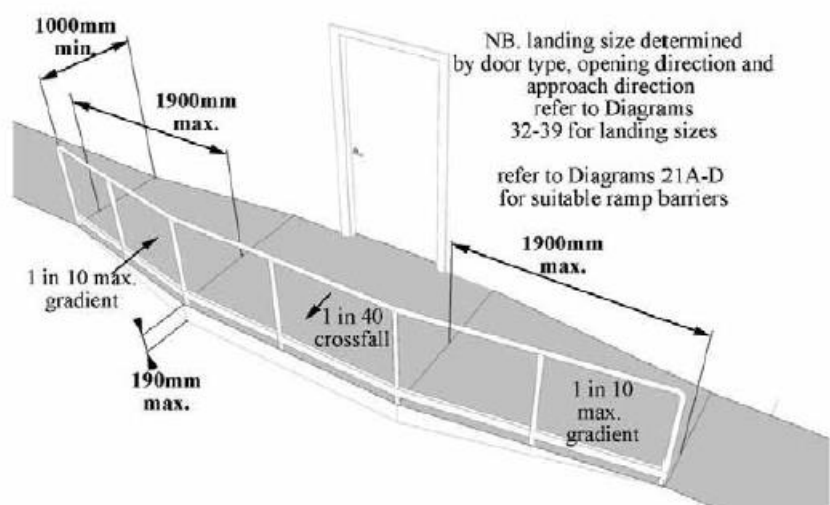 1000mm
min.
1900mm
max.
NB. landing size determined
by door type, opening direction and
approach direction
refer to Diagrams
32-39 for landing sizes
refer to Diagrams 21A-D
for suitable ramp barriers
1900mm
max.
1 in 10 max.
gradient
1 in 40
crossfall
190mm
max.
1 in 10
max.
gradient